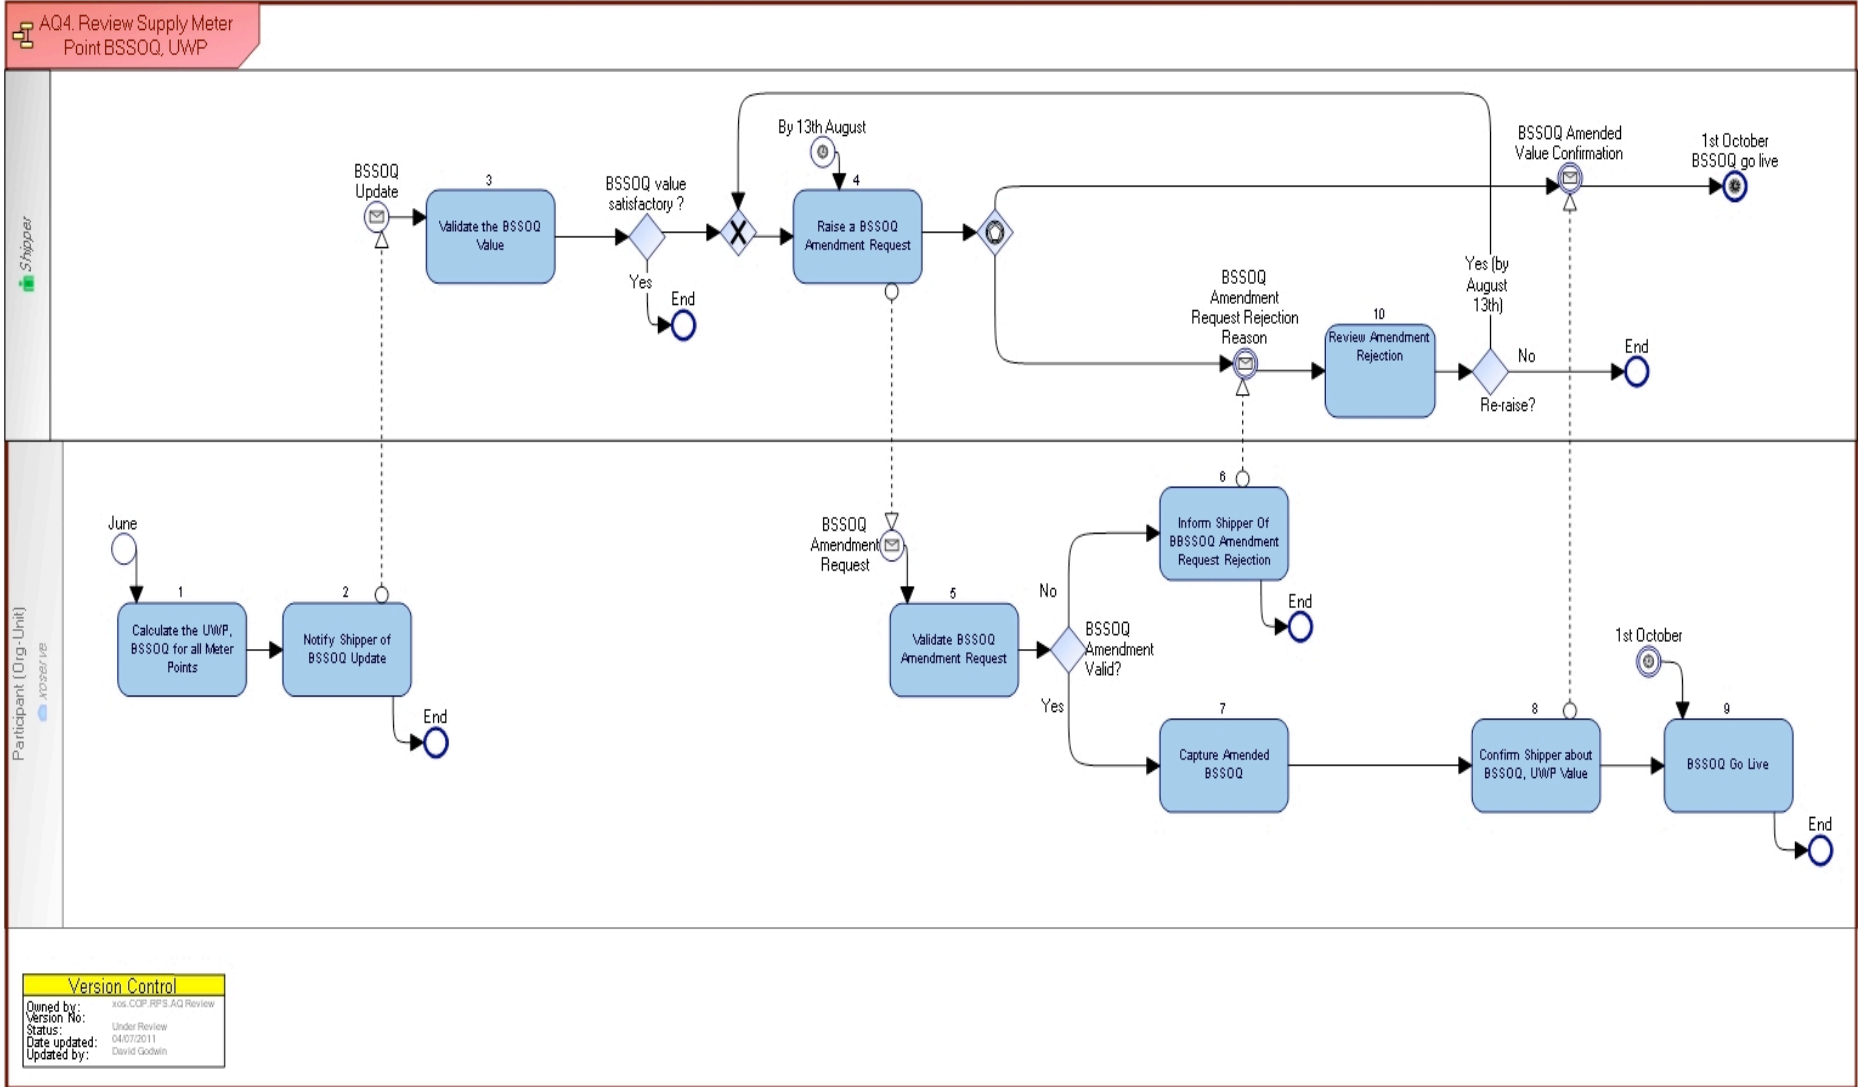 AQ4. Review Supply Meter
Point BSSOQ, UWP
Shipper
BSSOQ
Update
3
Validate the BSSOQ
Value
BSSOQ value
satisfactory ?
Yes
End
By 13th August
4
Raise a BSSOQ
Amendment Request
BSSOQ
Amendment
Request Rejection
Reason
10
Review Amendment
Rejection
Yes (by
August
13th)
No
Re-raise?
End
BSSOQ Amended
Value Confirmation
1st October
BSSOQ go live
Participant (Org-Unit)
xoserve
June
1
Calculate the UWP,
BSSOQ for all Meter
Points
2
Notify Shipper of
BSSOQ Update
End
BSSOQ
Amendment
Request
5
Validate BSSOQ
Amendment Request
No
BSSOQ
Amendment
Valid?
Yes
6
Inform Shipper Of
BBSSOQ Amendment
Request Rejection
End
7
Capture Amended
BSSOQ
8
Confirm Shipper about
BSSOQ, UWP Value
1st October
9
BSSOQ Go Live
End
Version Control
Owned by: xos.COP.RPS.AQ Review
Version No:
Status: Under Review
Date updated: 04/07/2011
Updated by: David Godwin